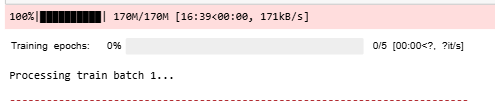 100%|██████████| 170M/170M [16:39<00:00, 171kB/s]
Training epochs: 0% 0/5 [00:00<?, ?it/s]
Processing train batch 1...
---------------------------------------------------------------------------